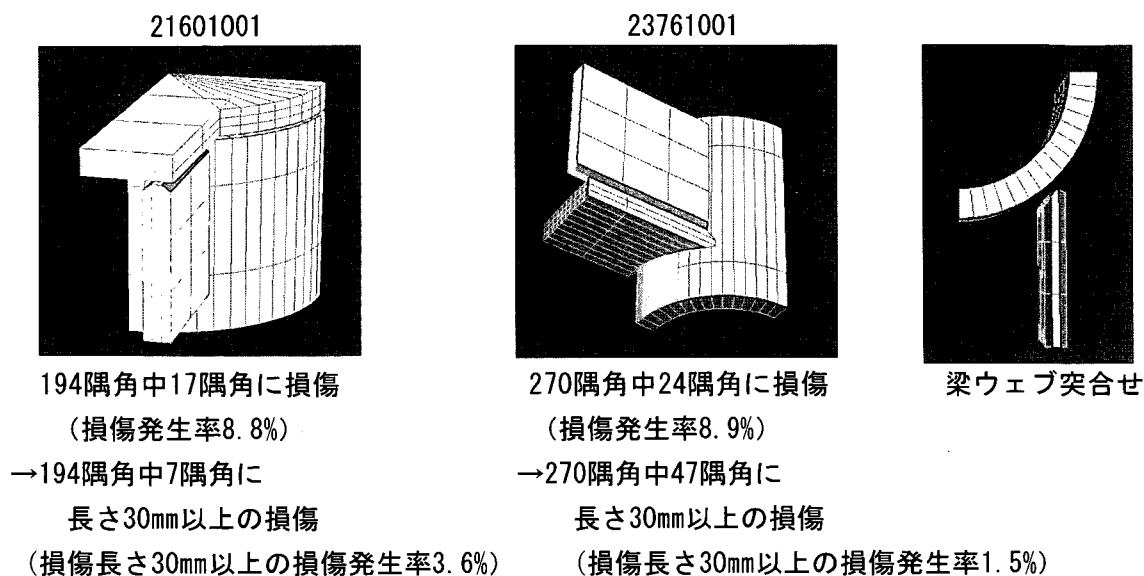 21601001
194隅角中17隅角に損傷
(損傷発生率8.8%)
→194隅角中7隅角に
長さ30mm以上の損傷
(損傷長さ30mm以上の損傷発生率3.6%)
23761001
270隅角中24隅角に損傷
(損傷発生率8.9%)
→270隅角中47隅角に
長さ30mm以上の損傷
(損傷長さ30mm以上の損傷発生率1.5%)
梁ウェブ突合せ